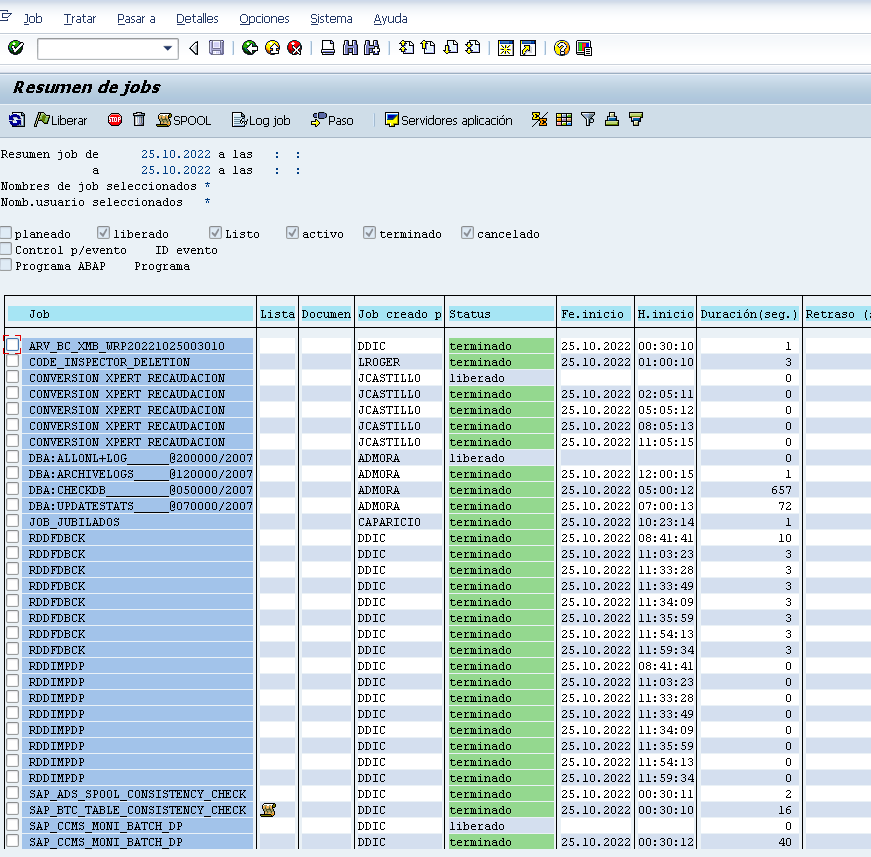 Job Tratar Pasar a Detalles Opciones Sistema Ayuda
Resumen de jobs
Liberar STOP SPOOL Log job Paso Servidores aplicación
Resumen job de 25.10.2022 a las : :
a 25.10.2022 a las : :
Nombres de job seleccionados *
Nomb.usuario seleccionados *
planeado liberado Listo activo terminado cancelado
Control p/evento ID evento
Programa ABAP Programa
Job Lista Documen Job creado p Status Fe.inicio H.inicio Duración(seg.) Retraso (
ARV_BC_XMB_WRP20221025003010 DDIC terminado 25.10.2022 00:30:10 1
CODE_INSPECTOR_DELETION LROGER terminado 25.10.2022 01:00:10 3
CONVERSION XPERT RECAUDACION JCASTILLO liberado 0
CONVERSION XPERT RECAUDACION JCASTILLO terminado 25.10.2022 02:05:11 0
CONVERSION XPERT RECAUDACION JCASTILLO terminado 25.10.2022 05:05:12 0
CONVERSION XPERT RECAUDACION JCASTILLO terminado 25.10.2022 08:05:13 0
CONVERSION XPERT RECAUDACION JCASTILLO terminado 25.10.2022 11:05:15 0
DBA:ALLONL+LOG______@200000/2007 ADMORA liberado 0
DBA:ARCHIVELOGS_____@120000/2007 ADMORA terminado 25.10.2022 12:00:15 1
DBA:CHECKDB_________@050000/2007 ADMORA terminado 25.10.2022 05:00:12 657
DBA:UPDATESTATS_____@070000/2007 ADMORA terminado 25.10.2022 07:00:13 72
JOB_JUBILADOS CAPARICIO terminado 25.10.2022 10:23:14 1
RDDFDBCK DDIC terminado 25.10.2022 08:41:41 10
RDDFDBCK DDIC terminado 25.10.2022 11:03:23 3
RDDFDBCK DDIC terminado 25.10.2022 11:33:28 3
RDDFDBCK DDIC terminado 25.10.2022 11:33:49 3
RDDFDBCK DDIC terminado 25.10.2022 11:34:09 3
RDDFDBCK DDIC terminado 25.10.2022 11:35:59 3
RDDFDBCK DDIC terminado 25.10.2022 11:54:13 3
RDDFDBCK DDIC terminado 25.10.2022 11:59:34 3
RDDIMPDP DDIC terminado 25.10.2022 08:41:41 0
RDDIMPDP DDIC terminado 25.10.2022 11:03:23 0
RDDIMPDP DDIC terminado 25.10.2022 11:33:28 0
RDDIMPDP DDIC terminado 25.10.2022 11:33:49 0
RDDIMPDP DDIC terminado 25.10.2022 11:34:09 0
RDDIMPDP DDIC terminado 25.10.2022 11:35:59 0
RDDIMPDP DDIC terminado 25.10.2022 11:54:13 0
RDDIMPDP DDIC terminado 25.10.2022 11:59:34 0
SAP_ADS_SPOOL_CONSISTENCY_CHECK DDIC terminado 25.10.2022 00:30:11 2
SAP_BTC_TABLE_CONSISTENCY_CHECK DDIC terminado 25.10.2022 00:30:10 16
SAP_CCMS_MONI_BATCH_DP DDIC liberado 0
SAP_CCMS_MONI_BATCH_DP DDIC terminado 25.10.2022 00:30:12 40